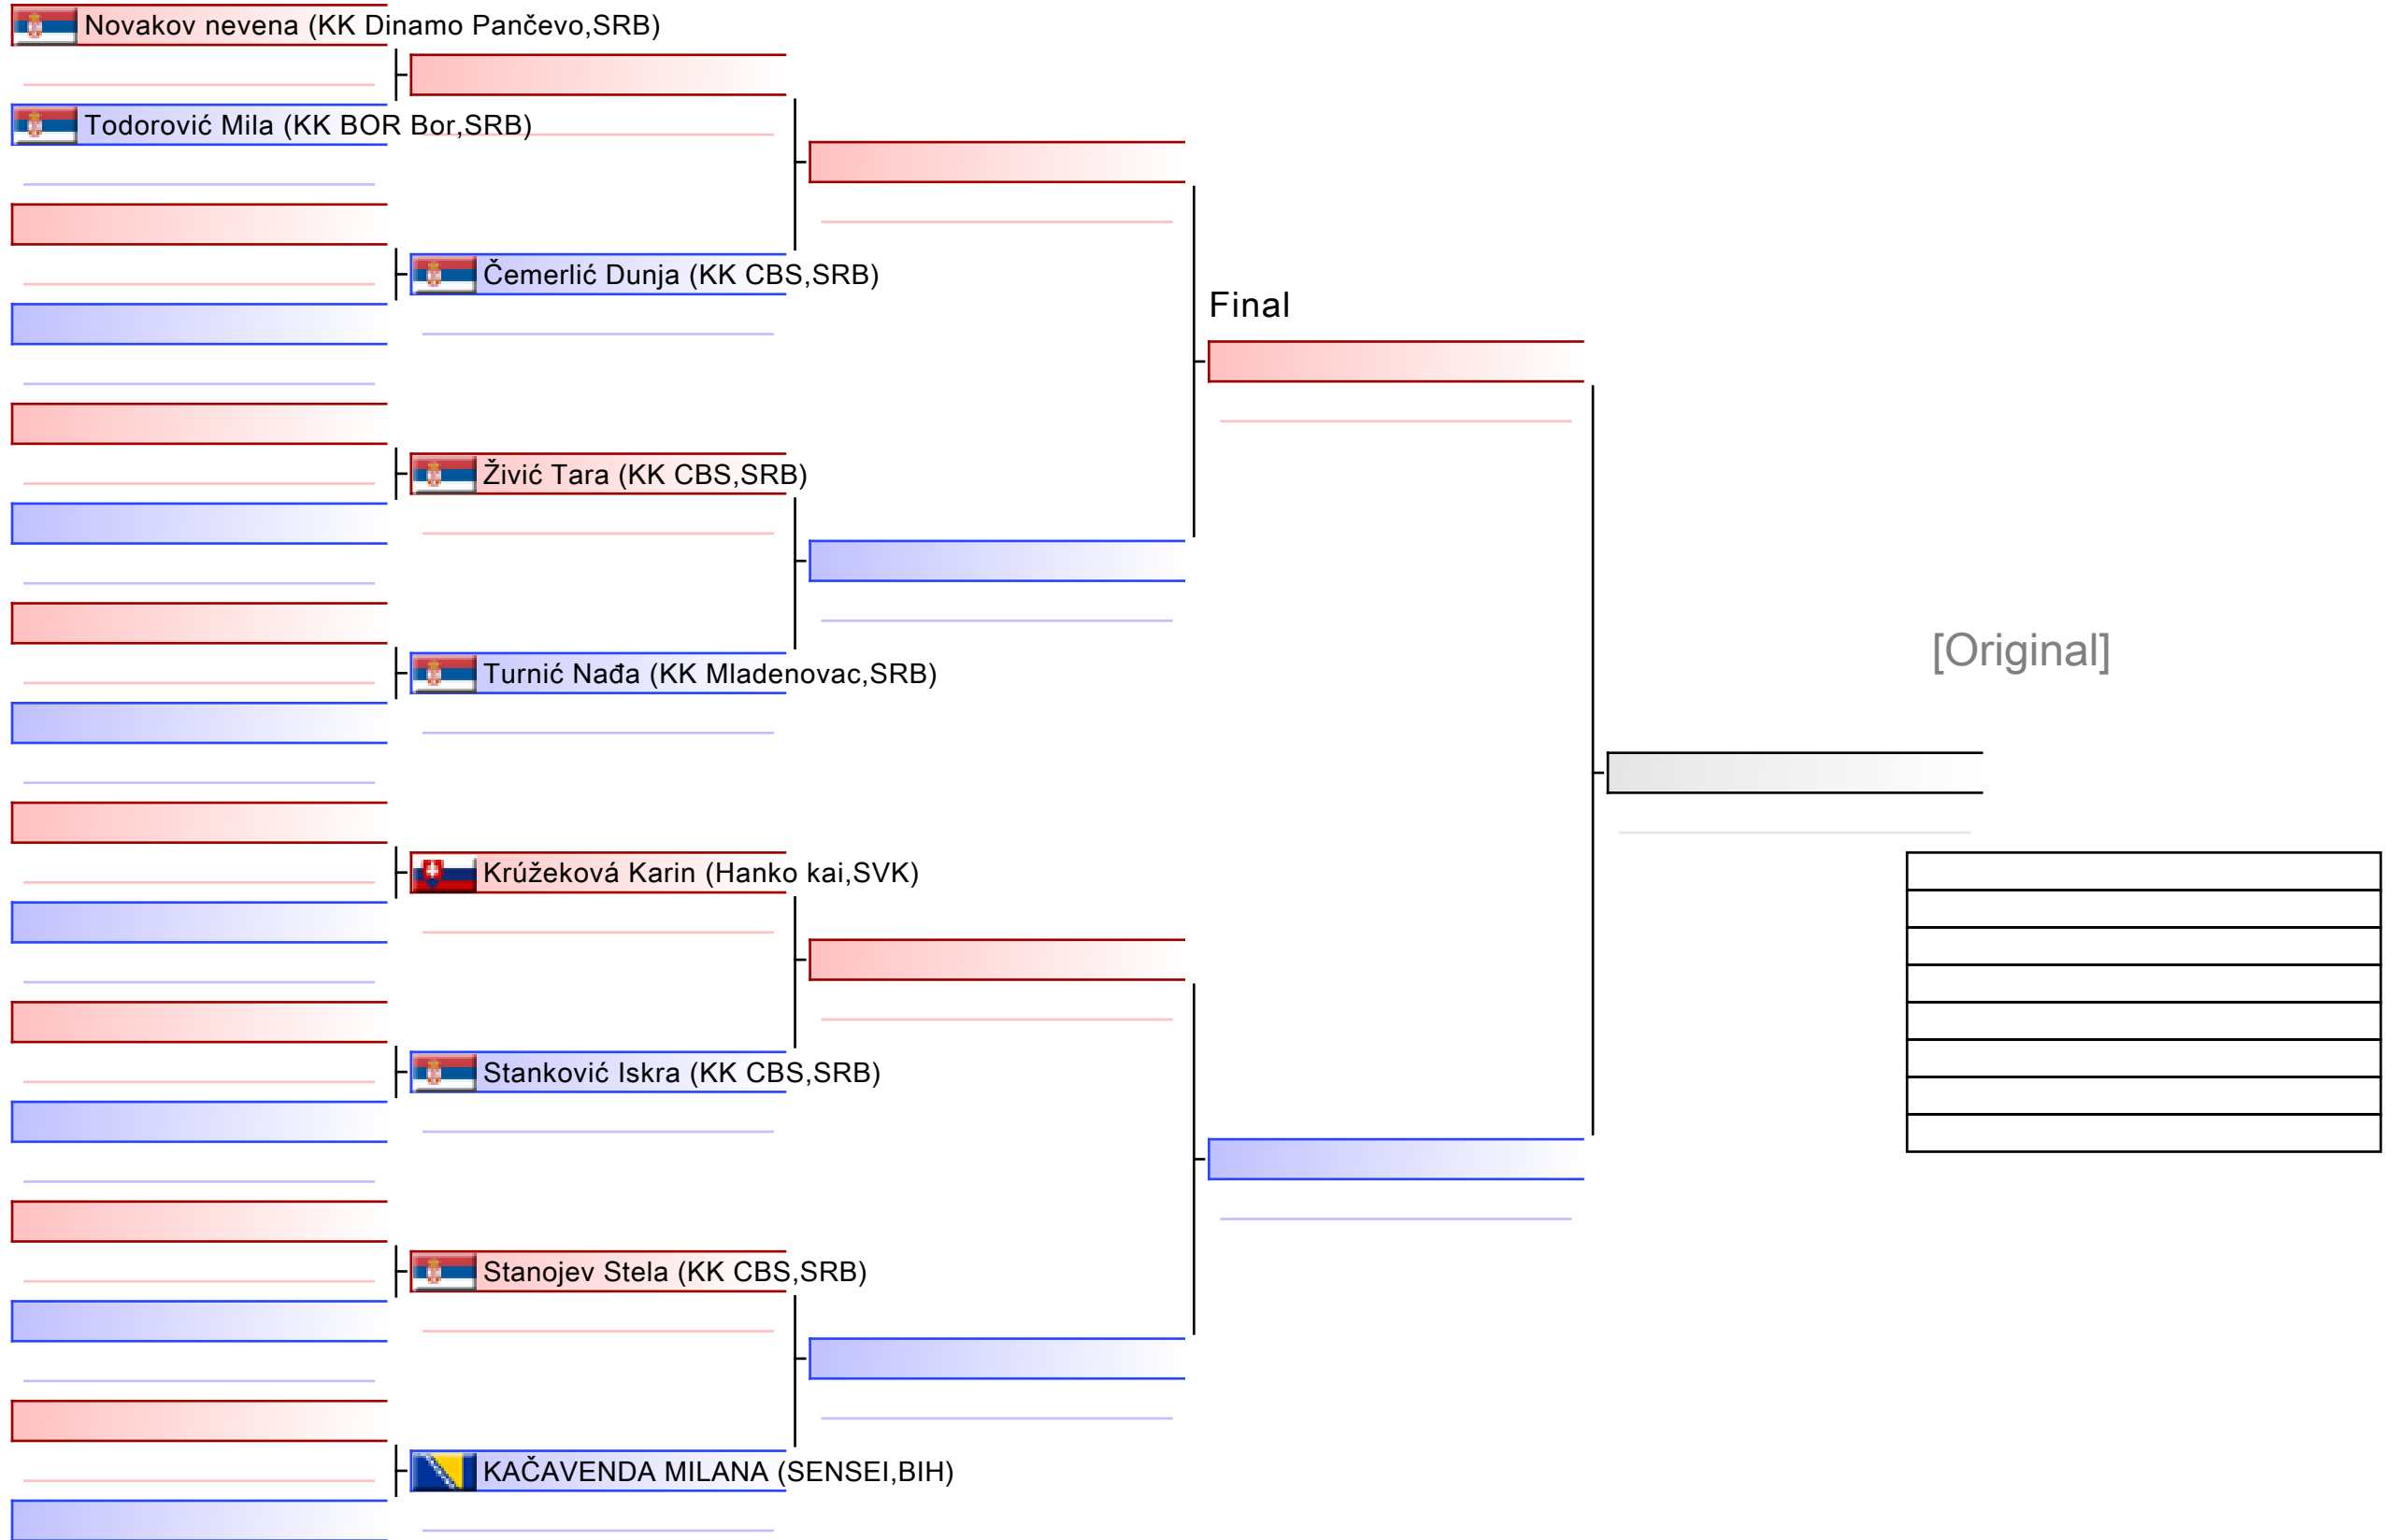 Novakov nevena (KK Dinamo Pančevo,SRB)
Todorović Mila (KK BOR Bor,SRB)
Čemerlić Dunja (KK CBS,SRB)
Final
Živić Tara (KK CBS,SRB)
[Original]
Turnić Nađa (KK Mladenovac,SRB)
Krúžeková Karin (Hanko kai,SVK)
Stanković Iskra (KK CBS,SRB)
Stanojev Stela (KK CBS,SRB)
KAČAVENDA MILANA (SENSEI,BIH)